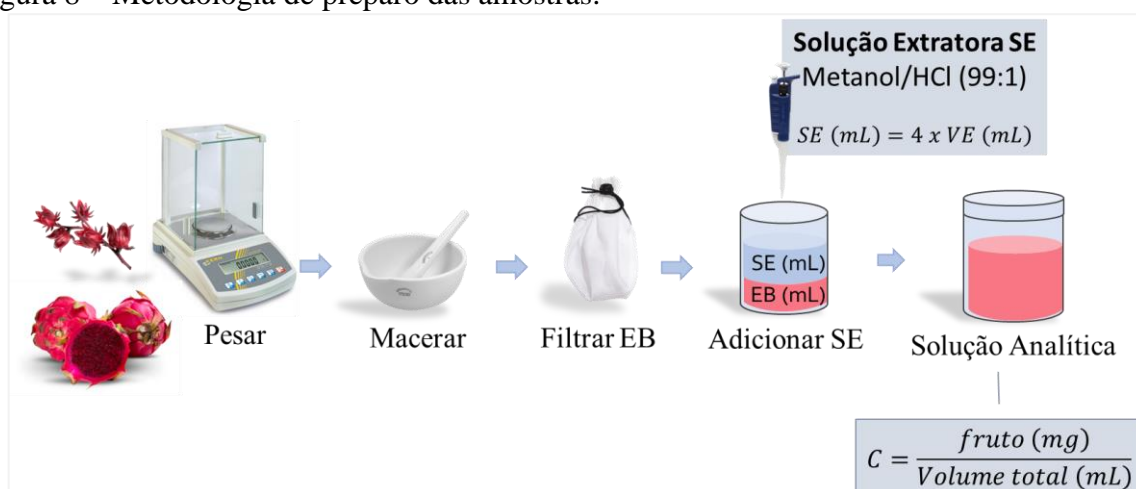 gura 8 – Metodologia de preparo das amostras.
Solução Extratora SE
Metanol/HCl (99:1)
SE (mL) = 4 x VE (mL)
SE (mL)
EB (mL)
Pesar
Macerar
Filtrar EB
Adicionar SE
Solução Analítica
C = fruto (mg) / Volume total (mL)